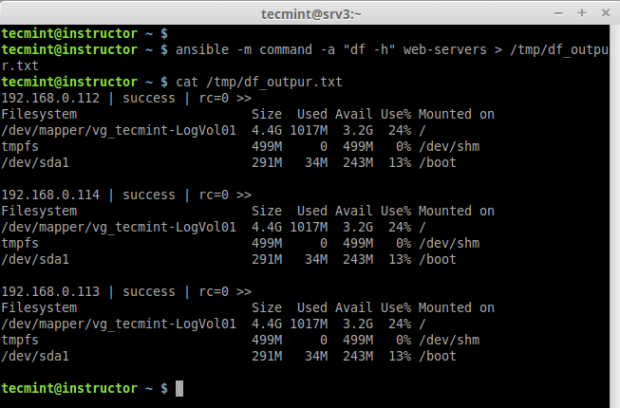 tecmint@srv3:~
tecmint@instructor ~ $
tecmint@instructor ~ $ ansible -m command -a "df -h" web-servers > /tmp/df_outpu
r.txt
tecmint@instructor ~ $ cat /tmp/df_outpur.txt
192.168.0.112 | success | rc=0 >>
Filesystem                    Size  Used Avail Use% Mounted on
/dev/mapper/vg_tecmint-LogVol01  4.4G 1017M  3.2G  24% /
tmpfs                         499M     0  499M   0% /dev/shm
/dev/sda1                     291M   34M  243M  13% /boot
192.168.0.114 | success | rc=0 >>
Filesystem                    Size  Used Avail Use% Mounted on
/dev/mapper/vg_tecmint-LogVol01  4.4G 1017M  3.2G  24% /
tmpfs                         499M     0  499M   0% /dev/shm
/dev/sda1                     291M   34M  243M  13% /boot
192.168.0.113 | success | rc=0 >>
Filesystem                    Size  Used Avail Use% Mounted on
/dev/mapper/vg_tecmint-LogVol01  4.4G 1017M  3.2G  24% /
tmpfs                         499M     0  499M   0% /dev/shm
/dev/sda1                     291M   34M  243M  13% /boot
tecmint@instructor ~ $